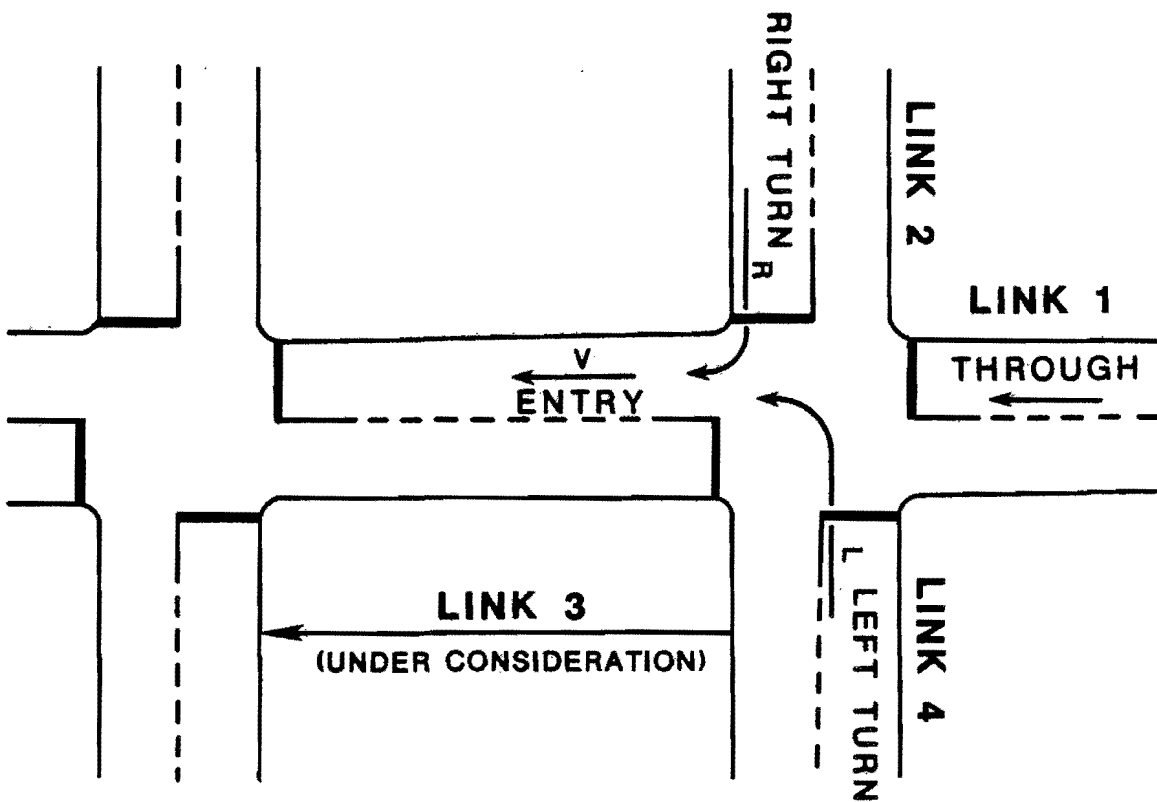 RIGHT TURN
R
LINK 2
LINK 1
THROUGH
V
ENTRY
LINK 3
(UNDER CONSIDERATION)
L
LEFT TURN
LINK 4